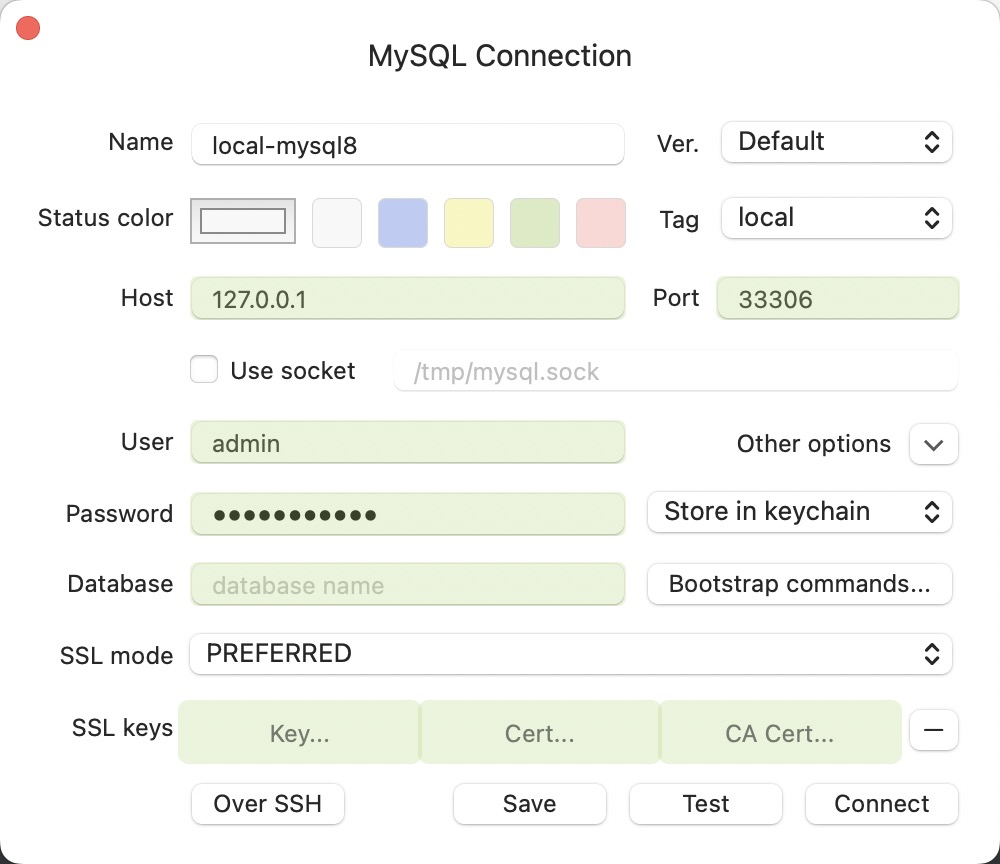 MySQL Connection
Name local-mysql8 Ver. Default
Status color Tag local
Host 127.0.0.1 Port 33306
Use socket /tmp/mysql.sock
User admin Other options
Password ●●●●●●●●●●● Store in keychain
Database database name Bootstrap commands...
SSL mode PREFERRED
SSL keys Key... Cert... CA Cert...
Over SSH Save Test Connect